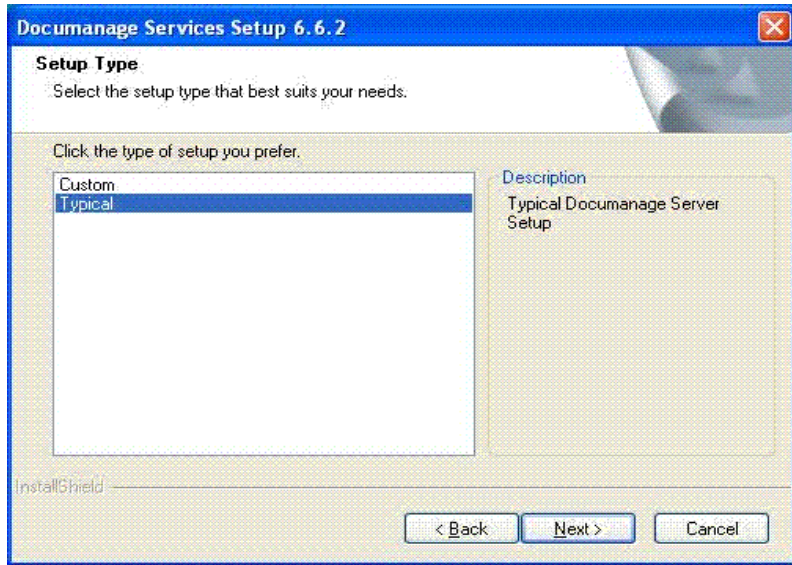 Documanage Services Setup 6.6.2
Setup Type
Select the setup type that best suits your needs.
Click the type of setup you prefer.
Custom
Typical
Description
Typical Documanage Server
Setup
InstallShield
< Back
Next >
Cancel